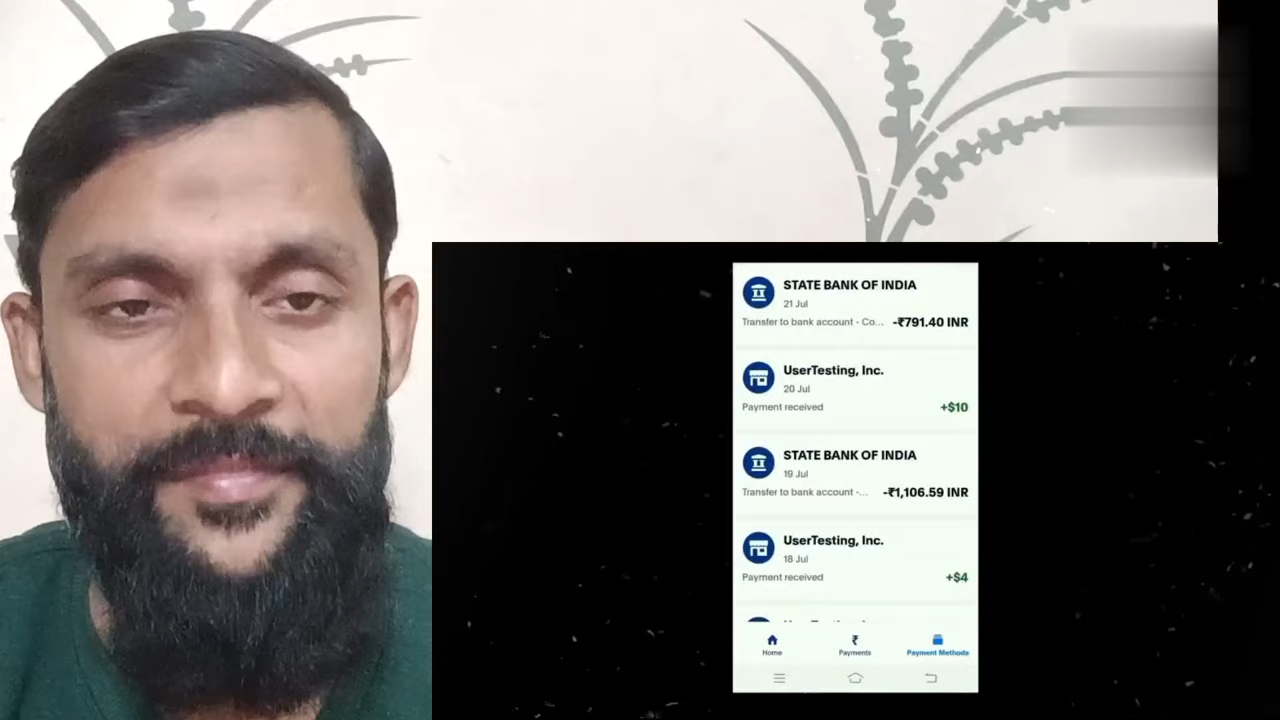 STATE BANK OF INDIA
21 Jul
Transfer to bank account - Co... -₹791.40 INR
UserTesting, Inc.
20 Jul
Payment received +$10
STATE BANK OF INDIA
19 Jul
Transfer to bank account -... -₹1,106.59 INR
UserTesting, Inc.
18 Jul
Payment received +$4
Home Payments Payment Methods